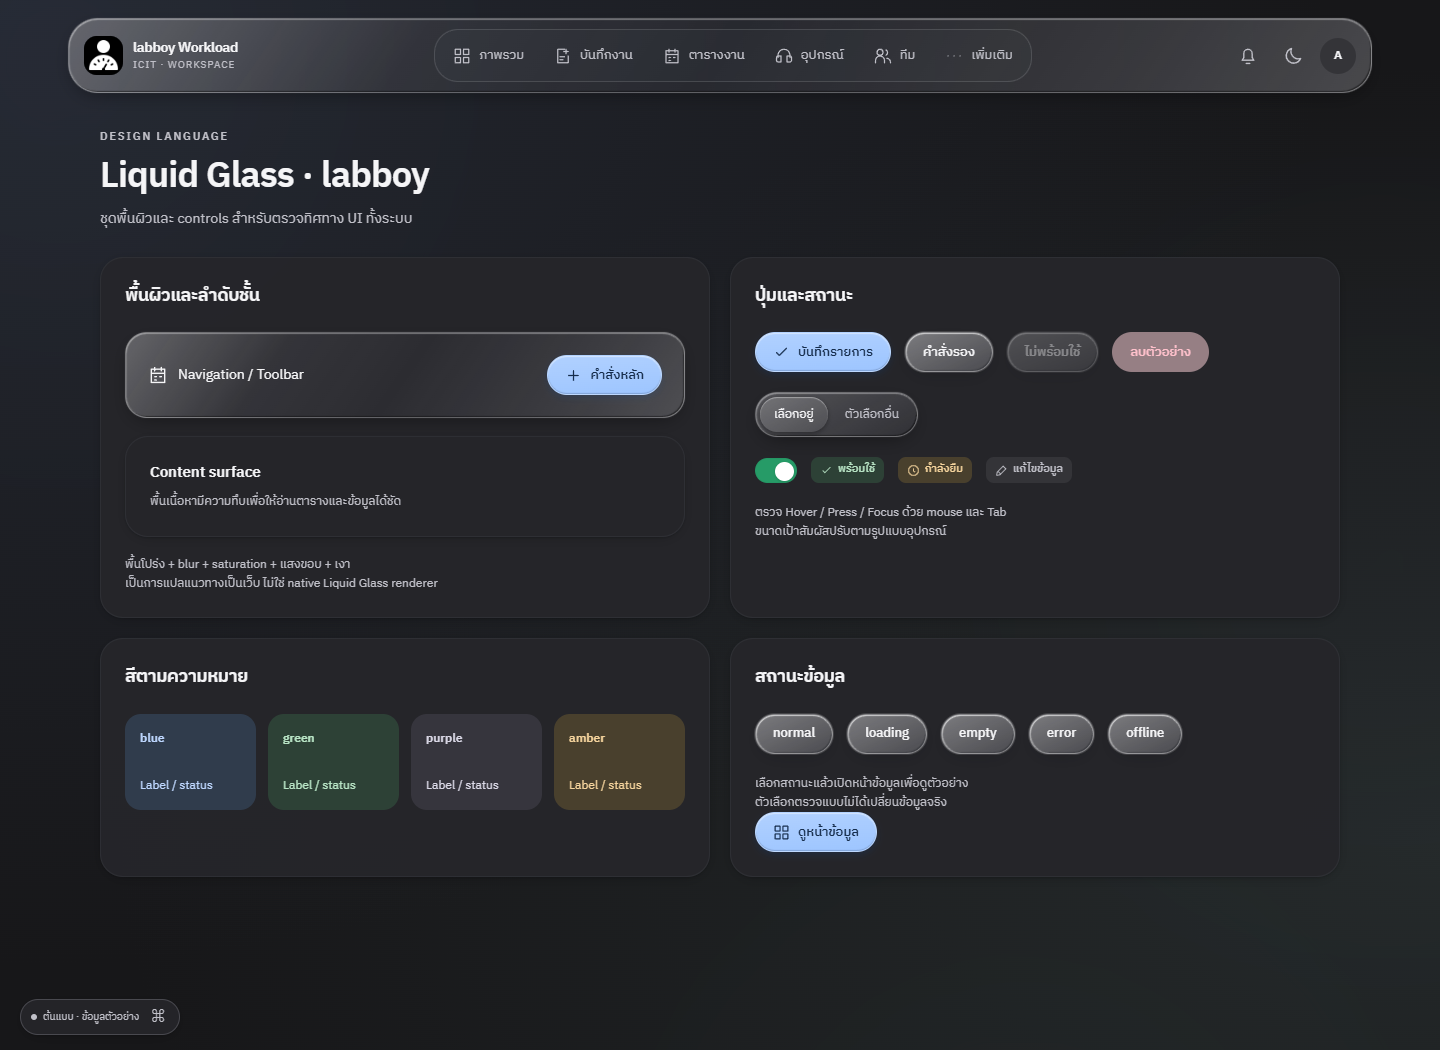 labboy Workload
ICIT · WORKSPACE
ภาพรวม
บันทึกงาน
ตารางงาน
อุปกรณ์
ทีม
··· เพิ่มเติม
A
DESIGN LANGUAGE
Liquid Glass · labboy
ชุดพื้นผิวและ controls สำหรับตรวจทิศทาง UI ทั้งระบบ
พื้นผิวและลำดับชั้น
Navigation / Toolbar
คำสั่งหลัก
Content surface
พื้นเนื้อหามีความทึบเพื่อให้อ่านตารางและข้อมูลได้ชัด
พื้นโปร่ง + blur + saturation + แสงขอบ + เงา
เป็นการแปลแนวทางเป็นเว็บ ไม่ใช่ native Liquid Glass renderer
ปุ่มและสถานะ
บันทึกรายการ
คำสั่งรอง
ไม่พร้อมใช้
ลบตัวอย่าง
เลือกอยู่
ตัวเลือกอื่น
พร้อมใช้
กำลังยืม
แก้ไขข้อมูล
ตรวจ Hover / Press / Focus ด้วย mouse และ Tab
ขนาดเป้าสัมผัสปรับตามรูปแบบอุปกรณ์
สีตามความหมาย
blue
Label / status
green
Label / status
purple
Label / status
amber
Label / status
สถานะข้อมูล
normal
loading
empty
error
offline
เลือกสถานะแล้วเปิดหน้าข้อมูลเพื่อดูตัวอย่าง
ตัวเลือกตรวจแบบไม่ได้เปลี่ยนข้อมูลจริง
ดูหน้าข้อมูล
ต้นแบบ · ข้อมูลตัวอย่าง ⌘